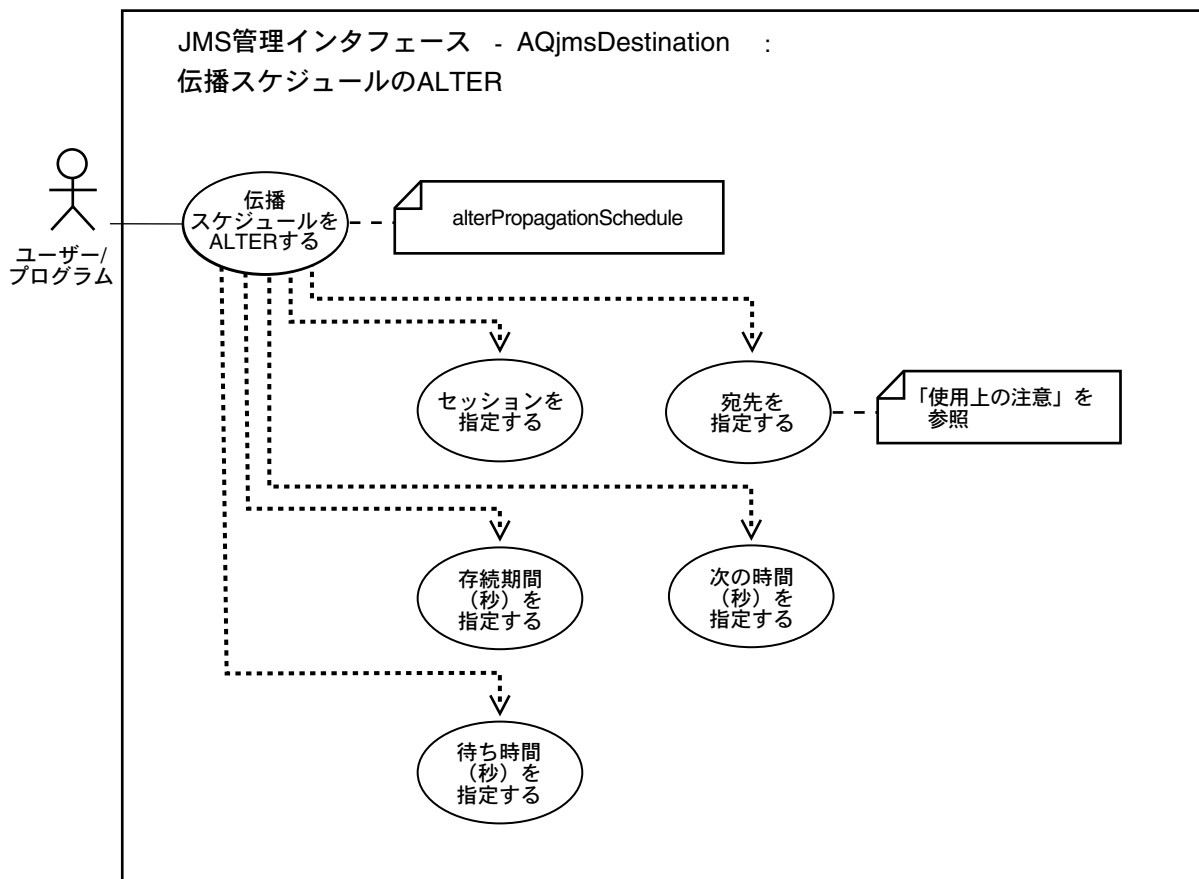 JMS管理インタフェース - AQjmsDestination :
伝播スケジュールのALTER
ユーザー/
プログラム
伝播
スケジュールを
ALTERする
alterPropagationSchedule
セッションを
指定する
宛先を
指定する
「使用上の注意」を
参照
存続期間
（秒）を
指定する
次の時間
（秒）を
指定する
待ち時間
（秒）を
指定する